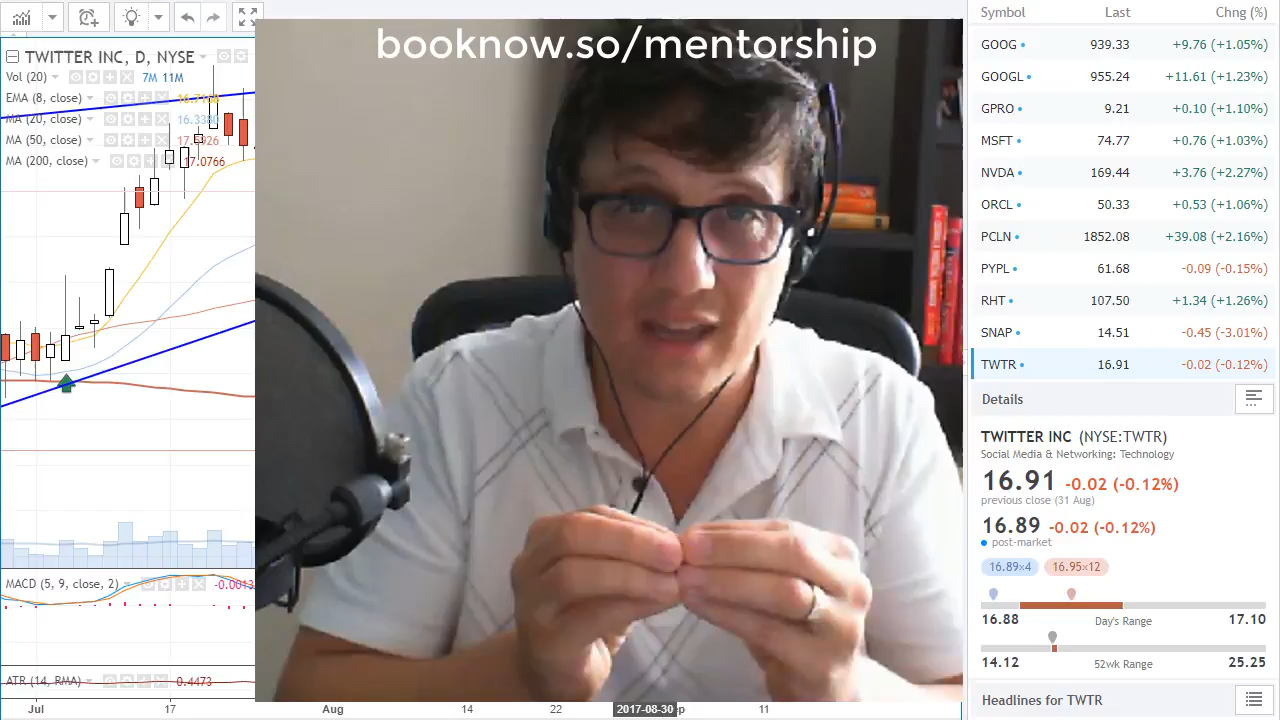 booknow.so/mentorship
TWITTER INC, D, NYSE
Vol (20) 7M 11M
EMA (8, close) 16.7168
MA (20, close) 16.3380
MA (50, close)
MA (200, close) 17.0766
MACD (5, 9, close, 2) -0.0013
ATR (14, RMA) 0.4473
Jul 17 Aug 14 22 2017-08-30 11
Symbol Last Chng (%)
GOOG +9.76 (+1.05%)
GOOGL 955.24 +11.61 (+1.23%)
GPRO 9.21 +0.10 (+1.10%)
MSFT 74.77 +0.76 (+1.03%)
NVDA 169.44 +3.76 (+2.27%)
ORCL 50.33 +0.53 (+1.06%)
PCLN 1852.08 +39.08 (+2.16%)
PYPL 61.68 -0.09 (-0.15%)
RHT 107.50 +1.34 (+1.26%)
SNAP 14.51 -0.45 (-3.01%)
TWTR 16.91 -0.02 (-0.12%)
Details
TWITTER INC (NYSE:TWTR)
Social Media & Networking: Technology
16.91 -0.02 (-0.12%)
previous close (31 Aug)
16.89 -0.02 (-0.12%)
post-market
16.89×4 16.95×12
16.88 Day's Range 17.10
14.12 52wk Range 25.25
Headlines for TWTR